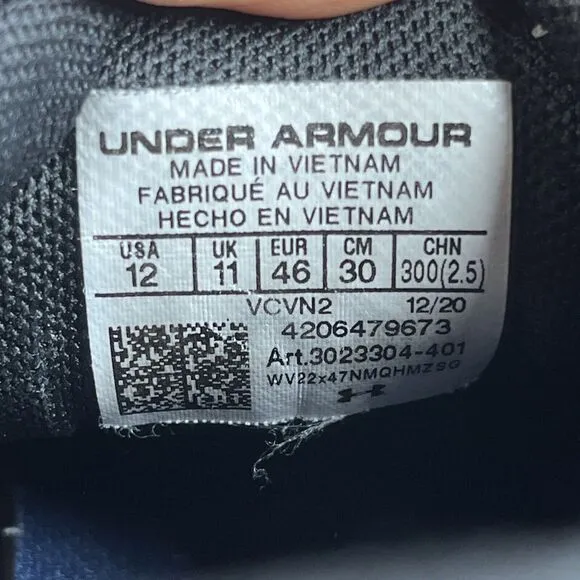 UNDER ARMOUR
MADE IN VIETNAM
FABRIQUÉ AU VIETNAM
HECHO EN VIETNAM
USA UK EUR CM CHN
12 11 46 30 300(2.5)
VCVN2 12/20
4206479673
Art.3023304-401
WV22x47NMQHMZSG